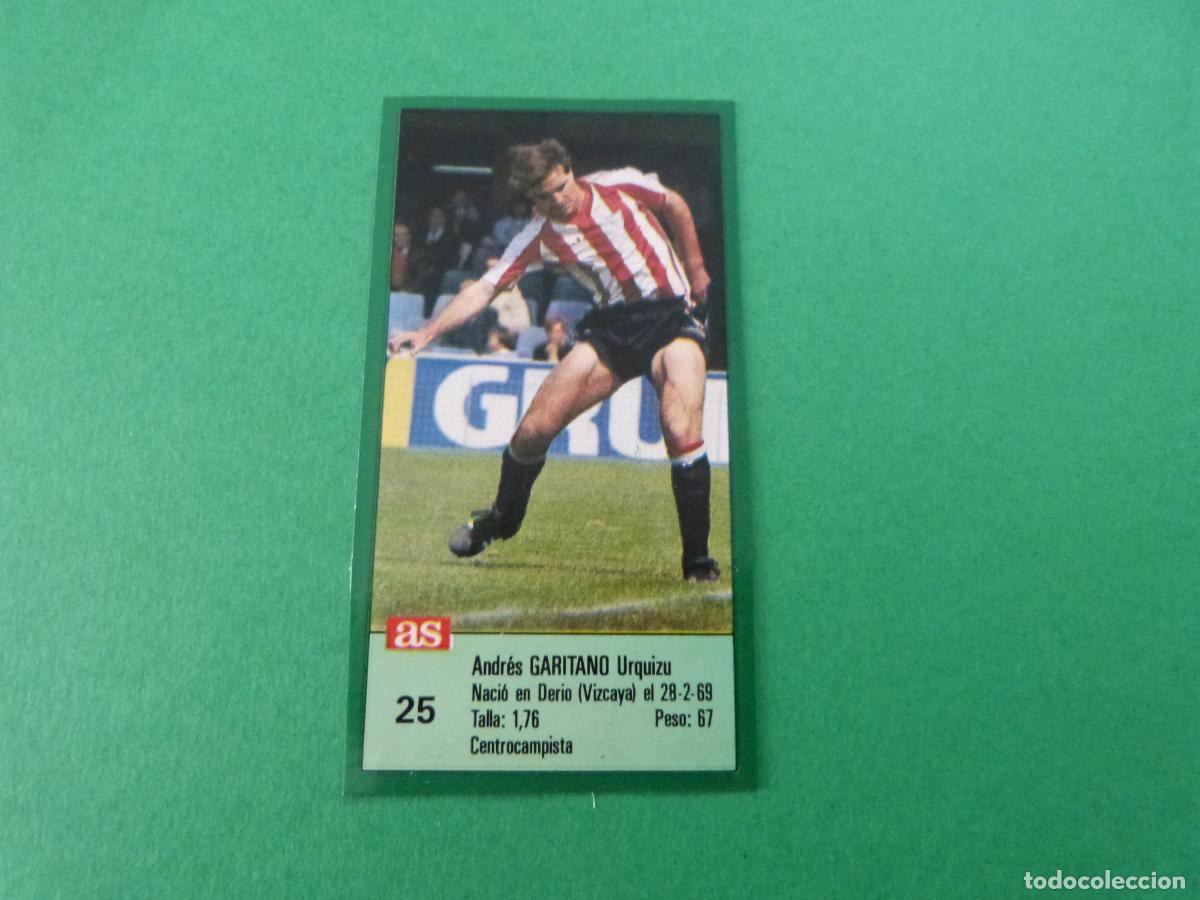 GRU
as
25
Andrés GARITANO Urquizu
Nació en Derio (Vizcaya) el 28-2-69
Talla: 1,76 Peso: 67
Centrocampista
todocoleccion